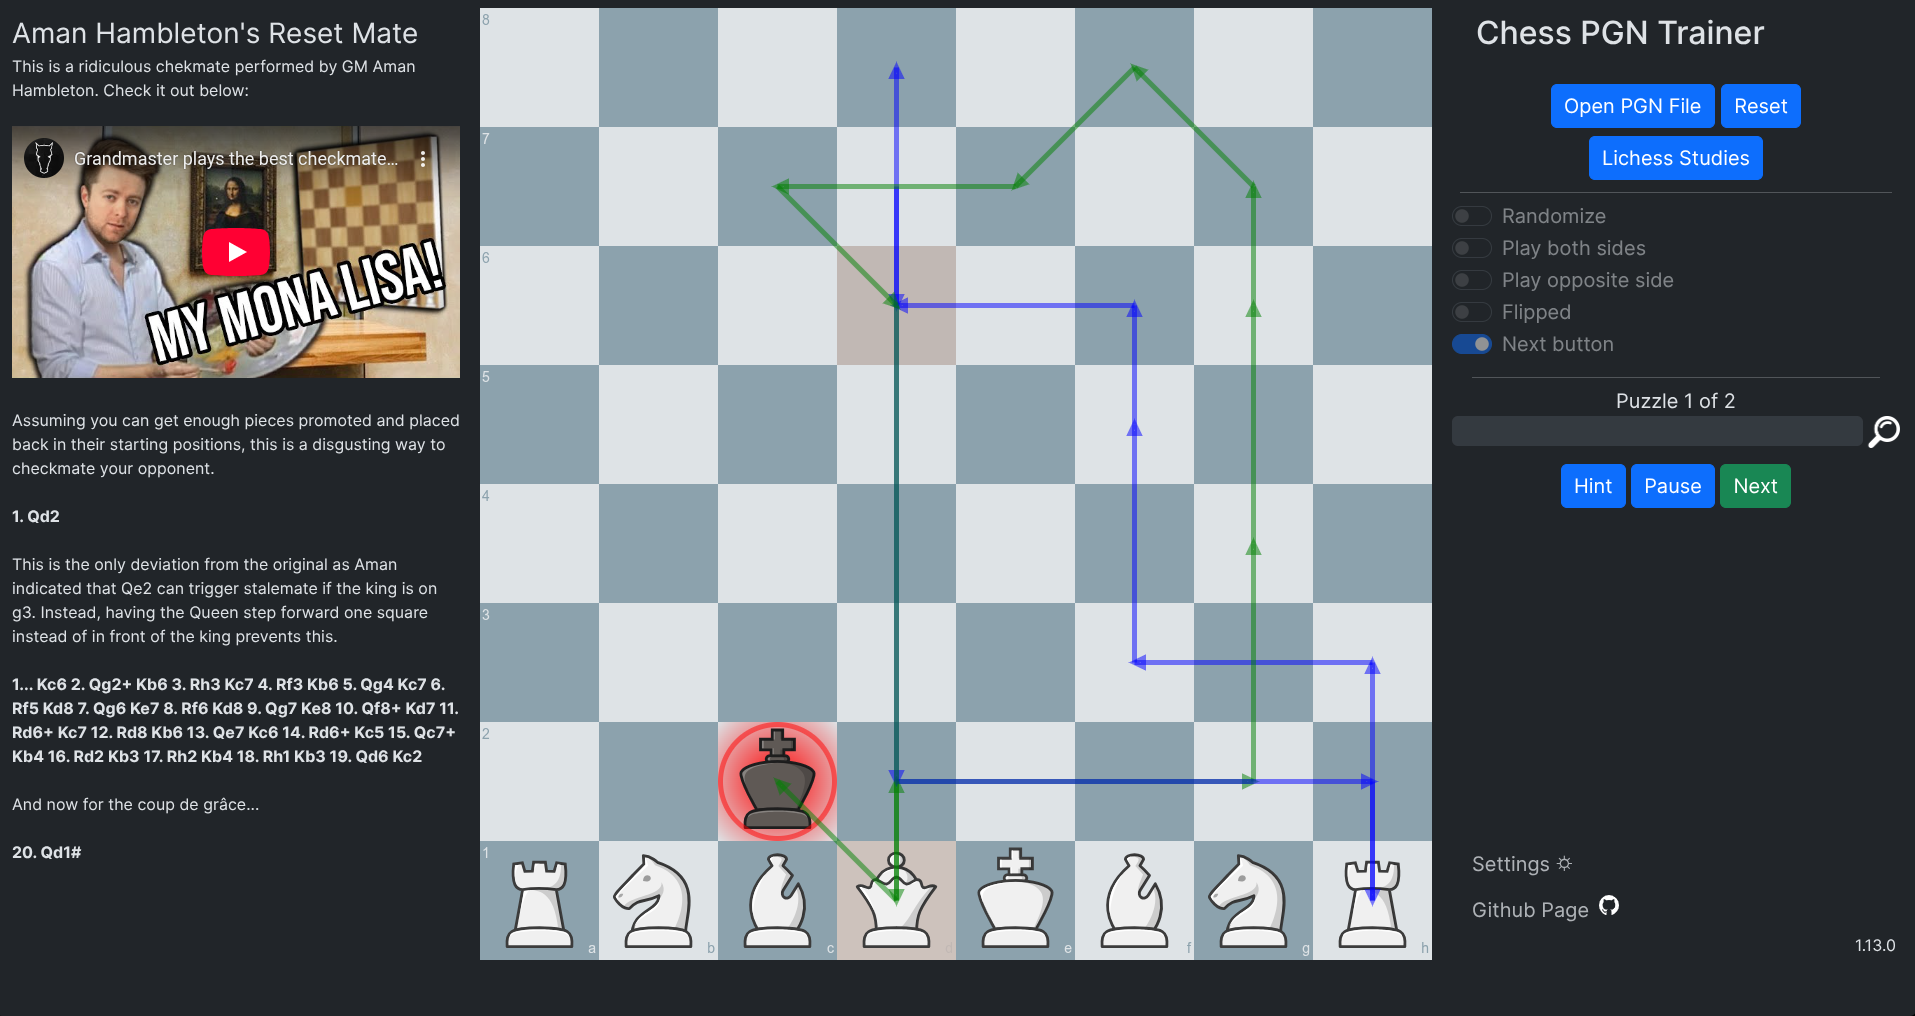 Aman Hambleton's Reset Mate
This is a ridiculous chekmate performed by GM Aman
Hambleton. Check it out below:
Grandmaster plays the best checkmate...
MY MONA LISA!
Assuming you can get enough pieces promoted and placed
back in their starting positions, this is a disgusting way to
checkmate your opponent.
1. Qd2
This is the only deviation from the original as Aman
indicated that Qe2 can trigger stalemate if the king is on
g3. Instead, having the Queen step forward one square
instead of in front of the king prevents this.
1... Kc6 2. Qg2+ Kb6 3. Rh3 Kc7 4. Rf3 Kb6 5. Qg4 Kc7 6.
Rf5 Kd8 7. Qg6 Ke7 8. Rf6 Kd8 9. Qg7 Ke8 10. Qf8+ Kd7 11.
Rd6+ Kc7 12. Rd8 Kb6 13. Qe7 Kc6 14. Rd6+ Kc5 15. Qc7+
Kb4 16. Rd2 Kb3 17. Rh2 Kb4 18. Rh1 Kb3 19. Qd6 Kc2
And now for the coup de grâce...
20. Qd1#
8
7
6
5
4
3
2
1
a b c d e f g h
Chess PGN Trainer
Open PGN File Reset
Lichess Studies
Randomize
Play both sides
Play opposite side
Flipped
Next button
Puzzle 1 of 2
Hint Pause Next
Settings
Github Page
1.13.0